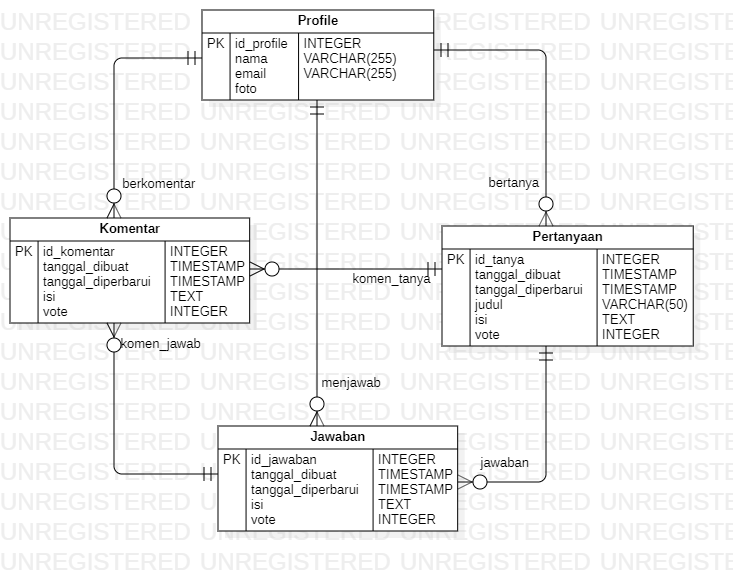 UNREGISTERED
Profile
PK id_profile INTEGER
nama VARCHAR(255)
email VARCHAR(255)
foto
berkomentar
bertanya
Komentar
PK id_komentar INTEGER
tanggal_dibuat TIMESTAMP
tanggal_diperbarui TIMESTAMP
isi TEXT
vote INTEGER
komen_tanya
Pertanyaan
PK id_tanya INTEGER
tanggal_dibuat TIMESTAMP
tanggal_diperbarui TIMESTAMP
judul VARCHAR(50)
isi TEXT
vote INTEGER
komen_jawab
menjawab
Jawaban
PK id_jawaban INTEGER
tanggal_dibuat TIMESTAMP
tanggal_diperbarui TIMESTAMP
isi TEXT
vote INTEGER
jawaban